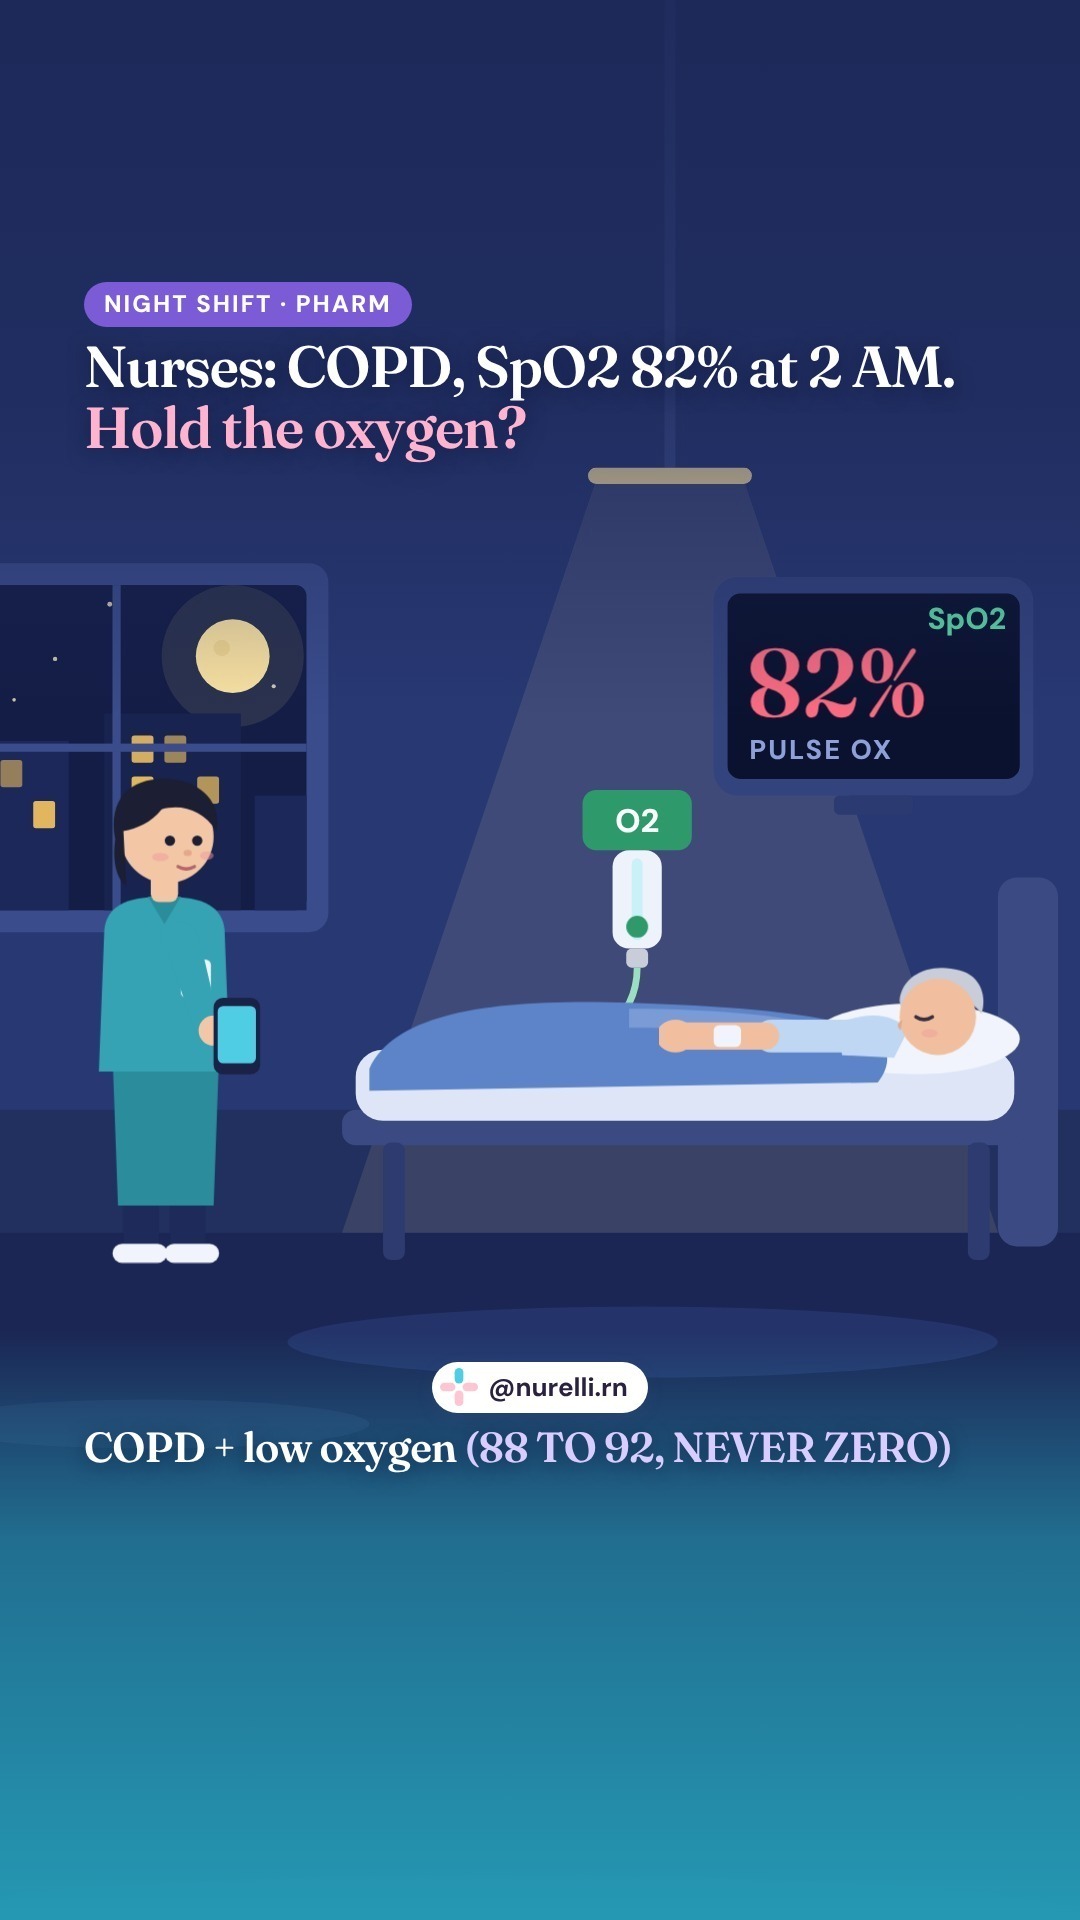 NIGHT SHIFT · PHARM
Nurses: COPD, SpO2 82% at 2 AM.
Hold the oxygen?
SpO2
82%
PULSE OX
O2
@nurelli.rn
COPD + low oxygen (88 TO 92, NEVER ZERO)